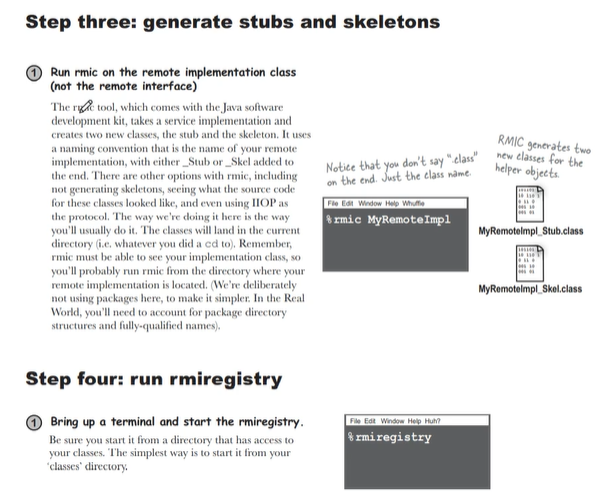 Step three: generate stubs and skeletons
1 Run rmic on the remote implementation class
(not the remote interface)
The rmic tool, which comes with the Java software
development kit, takes a service implementation and
creates two new classes, the stub and the skeleton. It uses
a naming convention that is the name of your remote
implementation, with either _Stub or _Skel added to
the end. There are other options with rmic, including
not generating skeletons, seeing what the source code
for these classes looked like, and even using IIOP as
the protocol. The way we're doing it here is the way
you'll usually do it. The classes will land in the current
directory (i.e. whatever you did a cd to). Remember,
rmic must be able to see your implementation class, so
you'll probably run rmic from the directory where your
remote implementation is located. (We're deliberately
not using packages here, to make it simpler. In the Real
World, you'll need to account for package directory
structures and fully-qualified names).
Notice that you don't say ".class"
on the end. Just the class name.
File Edit Window Help Whuffie
%rmic MyRemoteImpl
RMIC generates two
new classes for the
helper objects.
MyRemoteImpl_Stub.class
MyRemoteImpl_Skel.class
Step four: run rmiregistry
1 Bring up a terminal and start the rmiregistry.
Be sure you start it from a directory that has access to
your classes. The simplest way is to start it from your
'classes' directory.
File Edit Window Help Huh?
%rmiregistry